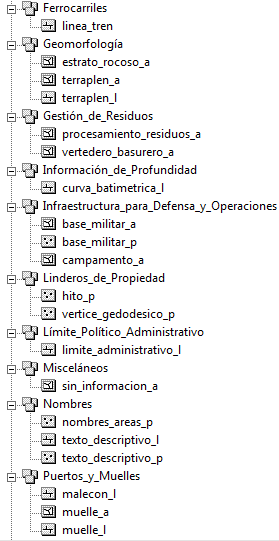 Ferrocarriles
linea_tren
Geomorfología
estrato_rocoso_a
terraplen_a
terraplen_l
Gestión_de_Residuos
procesamiento_residuos_a
vertedero_basurero_a
Información_de_Profundidad
curva_batimetrica_l
Infraestructura_para_Defensa_y_Operaciones
base_militar_a
base_militar_p
campamento_a
Linderos_de_Propiedad
hito_p
vertice_gedodesico_p
Límite_Político_Administrativo
limite_administrativo_l
Misceláneos
sin_informacion_a
Nombres
nombres_areas_p
texto_descriptivo_l
texto_descriptivo_p
Puertos_y_Muelles
malecon_l
muelle_a
muelle_l